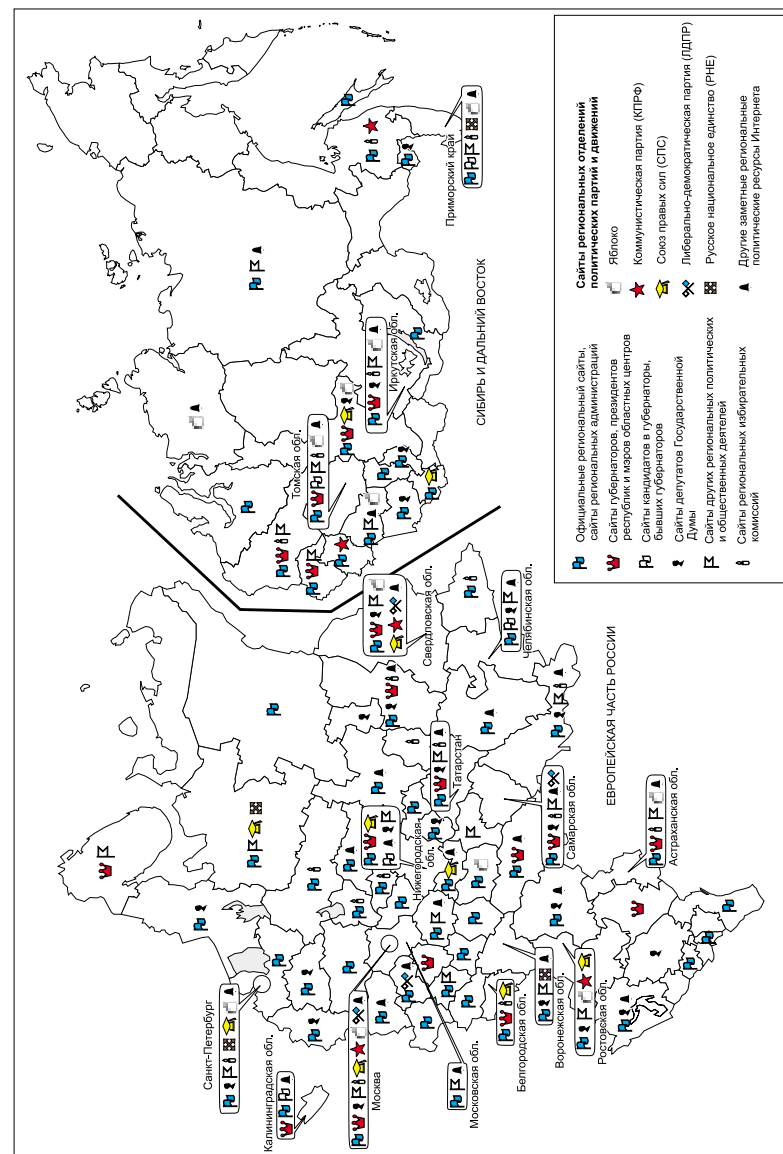 СИБИРЬ И ДАЛЬНИЙ ВОСТОК
Приморский край
Иркутская обл.
Томская обл.
ЕВРОПЕЙСКАЯ ЧАСТЬ РОССИИ
Свердловская обл.
Челябинская обл.
Татарстан
Нижегородская
обл.
Самарская обл.
Астраханская обл.
Санкт-Петербург
Калининградская обл.
Москва
Московская обл.
Белгородская обл.
Воронежская обл.
Ростовская обл.
Официальные региональные сайты,
сайты региональных администраций
Сайты губернаторов, президентов
республик и мэров областных центров
Сайты кандидатов в губернаторы,
бывших губернаторов
Сайты депутатов Государственной
Думы
Сайты других региональных политических
и общественных деятелей
Сайты региональных избирательных
комиссий
Сайты региональных отделений
политических партий и движений
Яблоко
Коммунистическая партия (КПРФ)
Союз правых сил (СПС)
Либерально-демократическая партия (ЛДПР)
Русское национальное единство (РНЕ)
Другие заметные региональные
политические ресурсы Интернета